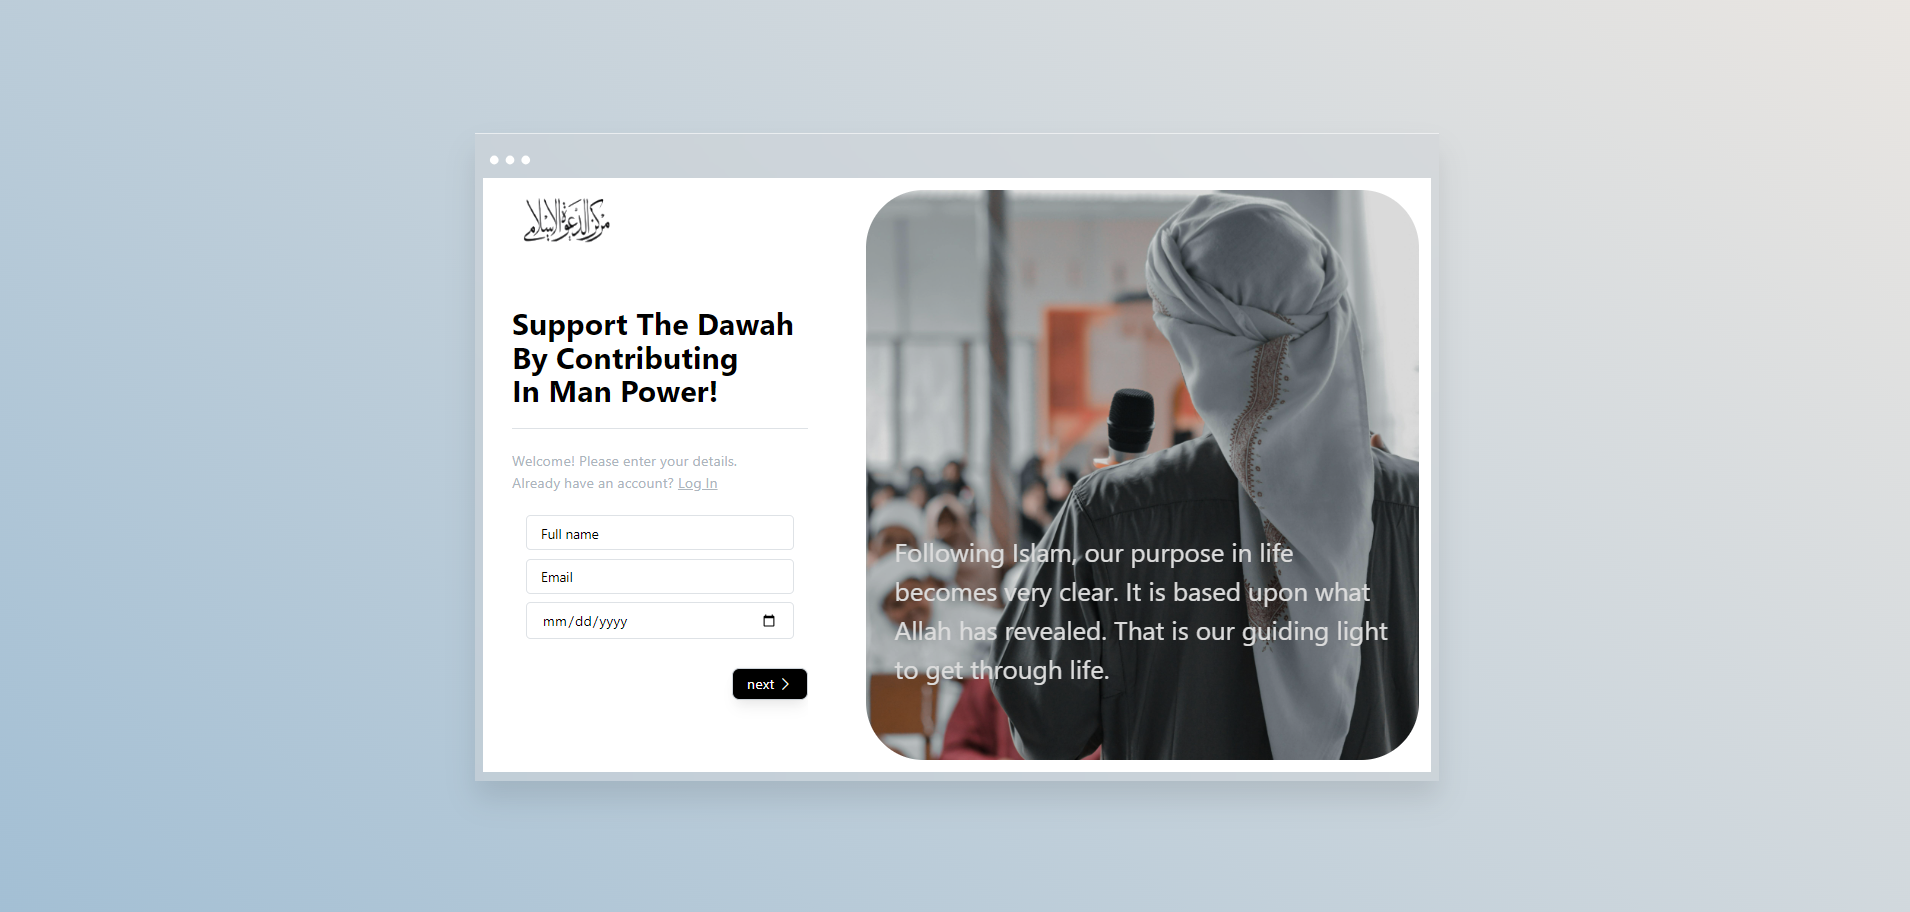 مركز الدعوة الإسلامي
Support The Dawah
By Contributing
In Man Power!
Welcome! Please enter your details.
Already have an account? Log In
Full name
Email
mm/dd/yyyy
next
Following Islam, our purpose in life
becomes very clear. It is based upon what
Allah has revealed. That is our guiding light
to get through life.